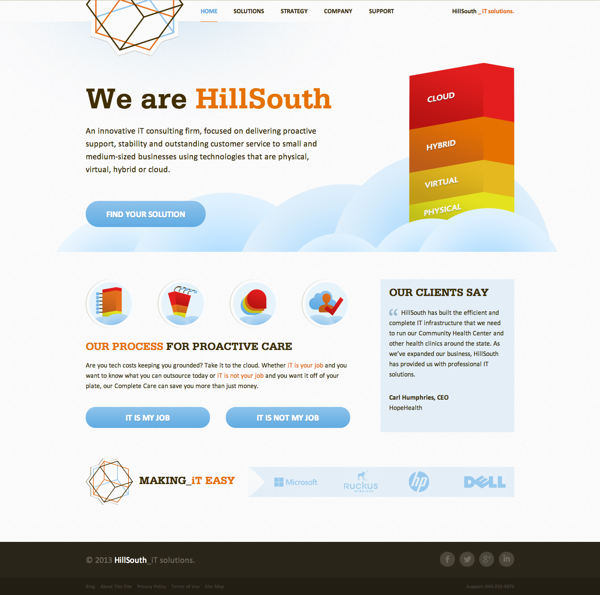 HOME SOLUTIONS STRATEGY COMPANY SUPPORT HillSouth _ iT solutions.
We are HillSouth
An innovative iT consulting firm, focused on delivering proactive
support, stability and outstanding customer service to small and
medium-sized businesses using technologies that are physical,
virtual, hybrid or cloud.
FIND YOUR SOLUTION
CLOUD
HYBRID
VIRTUAL
PHYSICAL
OUR PROCESS FOR PROACTIVE CARE
Are you tech costs keeping you grounded? Take it to the cloud. Whether iT is your job and you
want to know what you can outsource today or iT is not your job and you want it off of your
plate, our Complete Care can save you more than just money.
IT IS MY JOB IT IS NOT MY JOB
OUR CLIENTS SAY
“ HillSouth has built the efficient and
complete IT infrastructure that we need
to run our Community Health Center and
other health clinics around the state. As
we've expanded our business, HillSouth
has provided us with professional IT
solutions.
Carl Humphries, CEO
HopeHealth
MAKING_iT EASY Microsoft RUCKUS hp DELL
© 2013 HillSouth_iT solutions.
Blog About This Site Privacy Policy Terms of Use Site Map